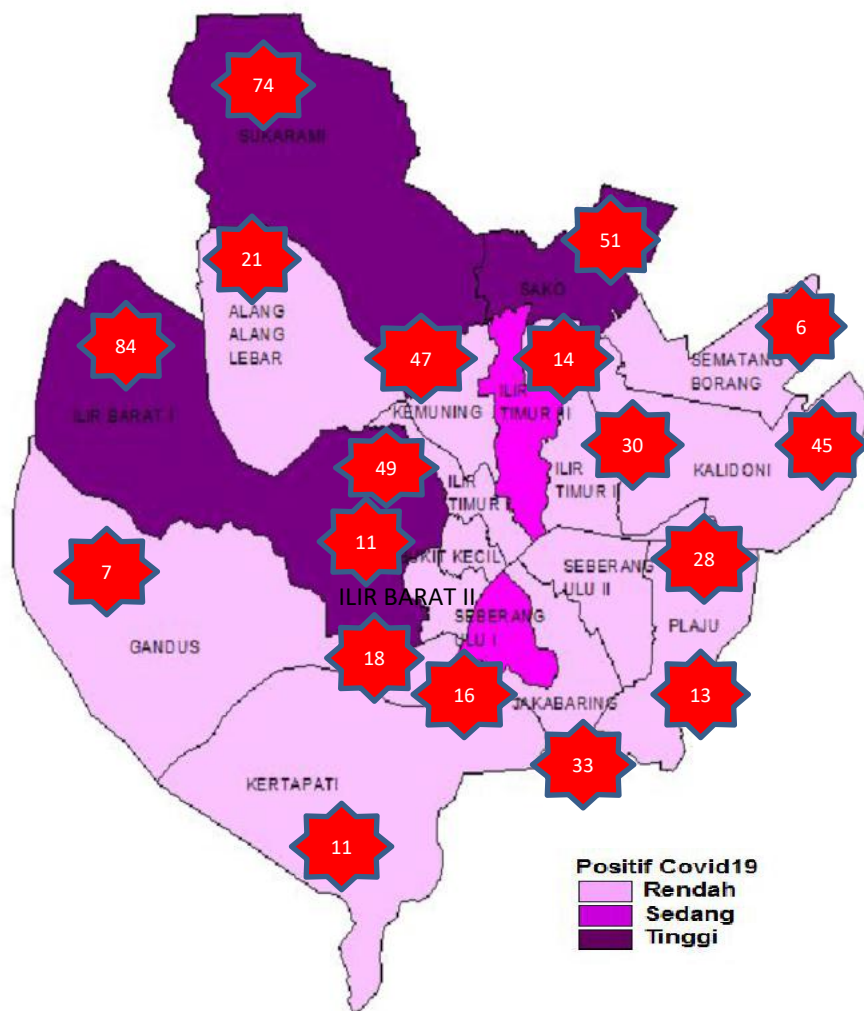 74
SUKARAMI
51
21
SAKO
ALANG
ALANG
LEBAR
6
84
47
14
SEMATANG
BORANG
ILIR
TIMUR III
ILIR BARAT I
KEMUNING
30
45
49
KALIDONI
ILIR
TIMUR I
ILIR
TIMUR I
11
BUKIT KECIL
28
7
SEBERANG
ULU II
ILIR BARAT II
SEBERANG
ULU I
PLAJU
GANDUS
18
16
13
JAKABARING
33
KERTAPATI
11
Positif Covid19
Rendah
Sedang
Tinggi